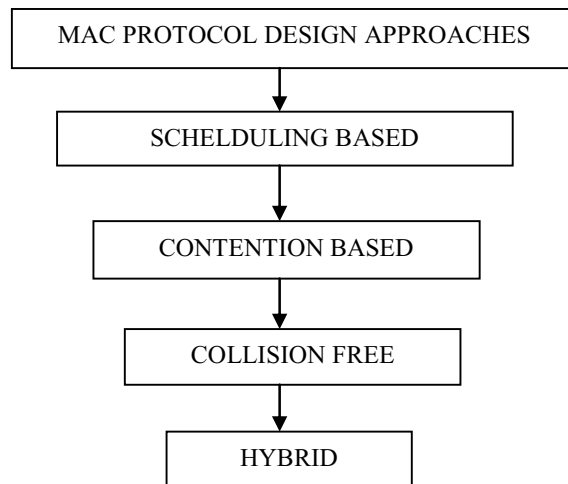 MAC PROTOCOL DESIGN APPROACHES
SCHELDULING BASED
CONTENTION BASED
COLLISION FREE
HYBRID